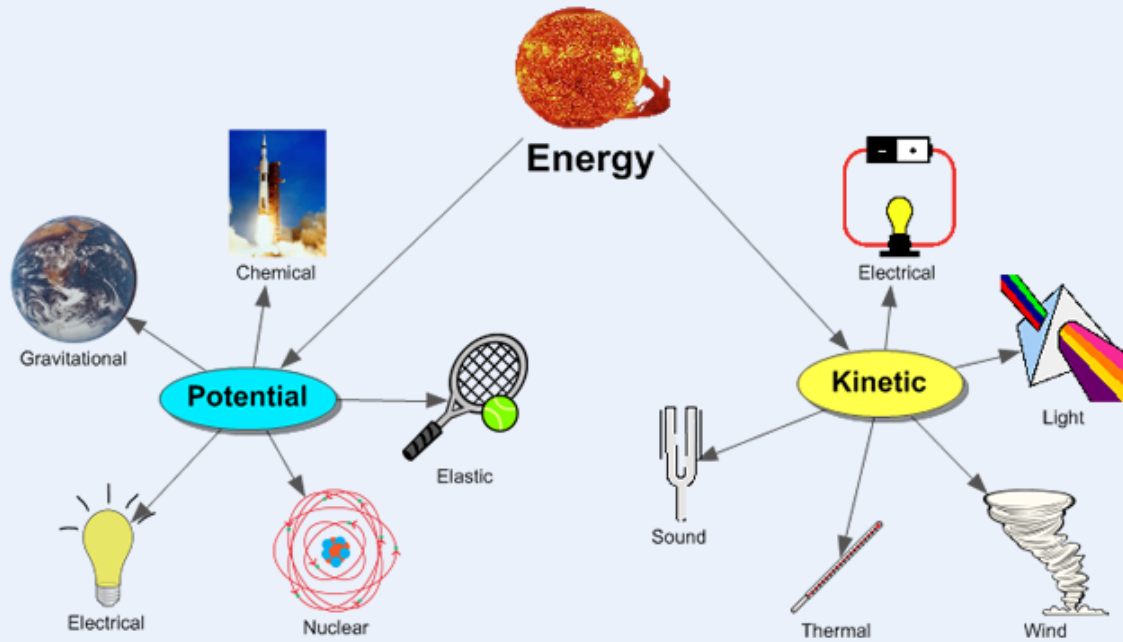 Energy
Chemical
Electrical
Gravitational
Potential
Kinetic
Light
Elastic
Sound
Electrical
Nuclear
Thermal
Wind